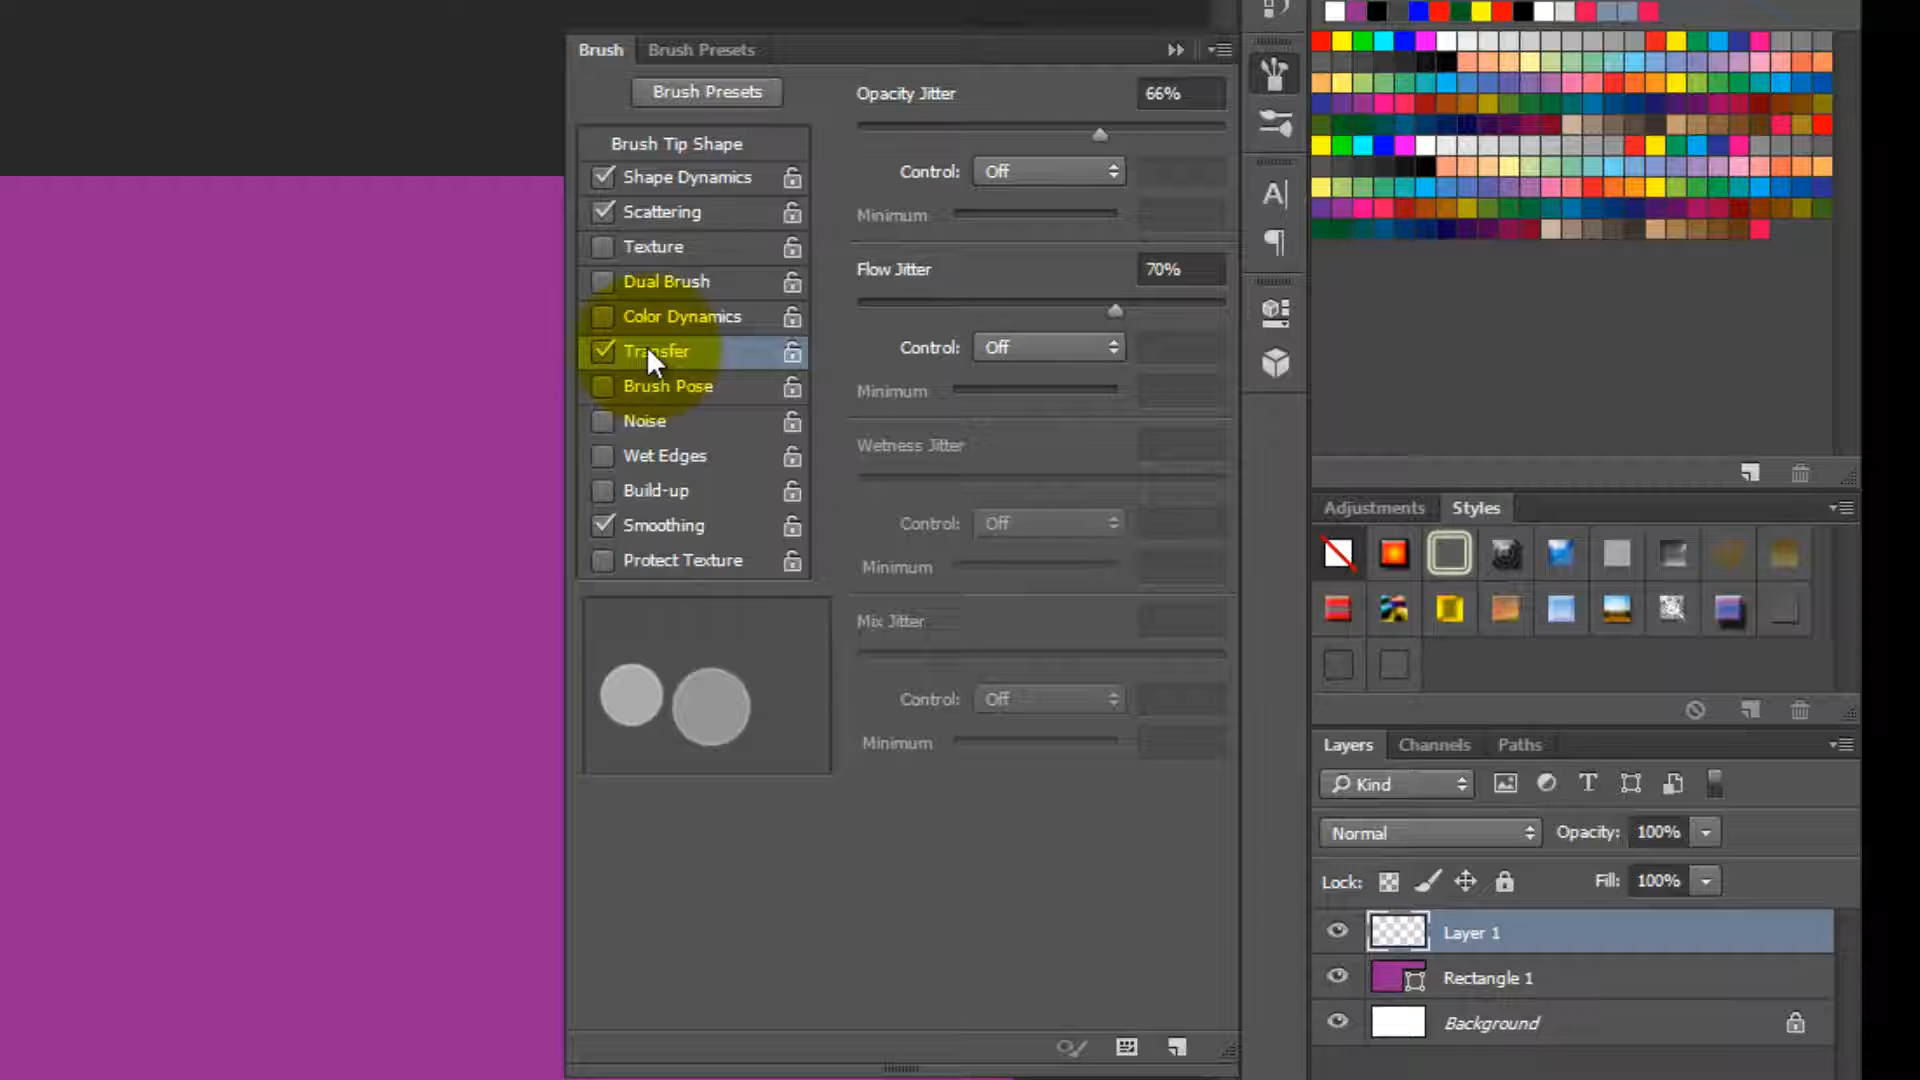 Brush Brush Presets
Brush Presets
Brush Tip Shape
Shape Dynamics
Scattering
Texture
Dual Brush
Color Dynamics
Transfer
Brush Pose
Noise
Wet Edges
Build-up
Smoothing
Protect Texture
Opacity Jitter 66%
Control: Off
Minimum
Flow Jitter 70%
Control: Off
Minimum
Wetness Jitter
Control: Off
Minimum
Mix Jitter
Control: Off
Minimum
A
Adjustments Styles
Layers Channels Paths
Kind T
Normal Opacity: 100%
Lock: Fill: 100%
Layer 1
Rectangle 1
Background